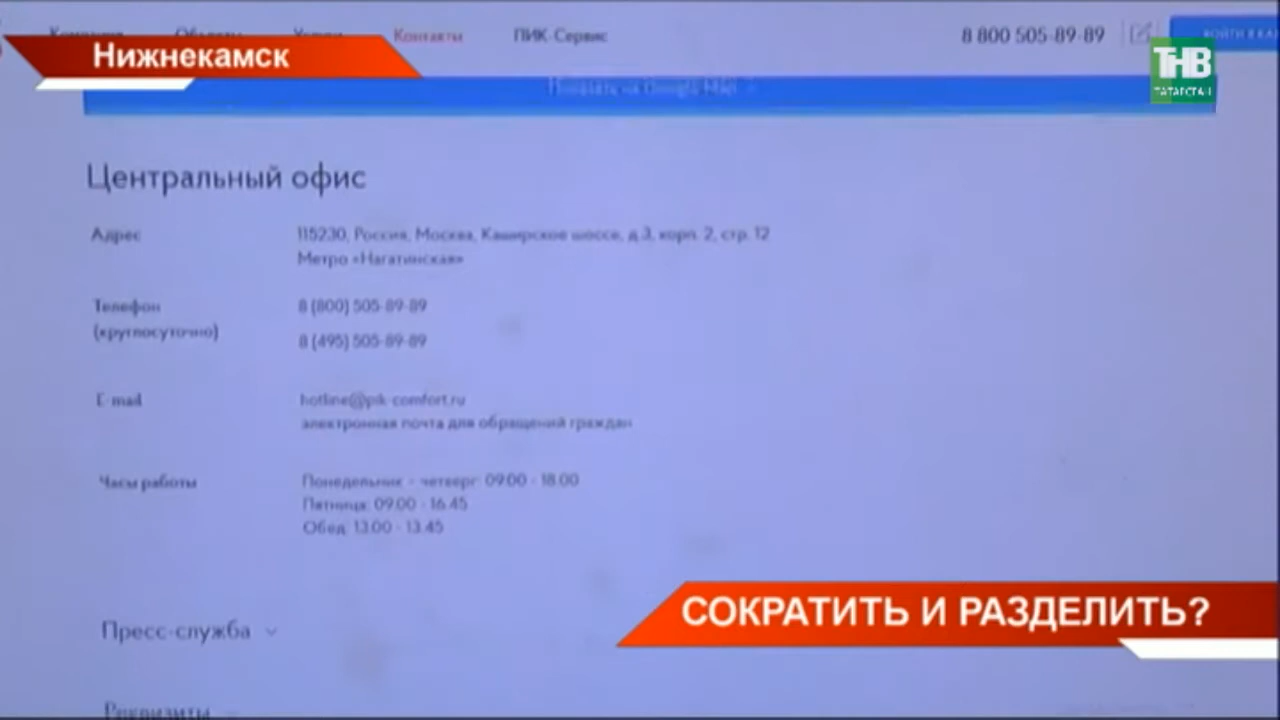 Контакты
ПИК-Сервис
8 800 505-89-89
Нижнекамск
ТНВ
ТАТАРСТАН
Центральный офис
Адрес
115230, Россия, Москва, Каширское шоссе, д.3, корп. 2, стр. 12
Метро «Нагатинская»
Телефон
(круглосуточно)
8 (800) 505-89-89
8 (495) 505-89-89
E-mail
hotline@pik-comfort.ru
электронная почта для обращений граждан
Часы работы
Понедельник - четверг: 09.00 - 18.00
Пятница: 09.00 - 16.45
Обед: 13.00 - 13.45
СОКРАТИТЬ И РАЗДЕЛИТЬ?
Пресс-служба
Реквизиты